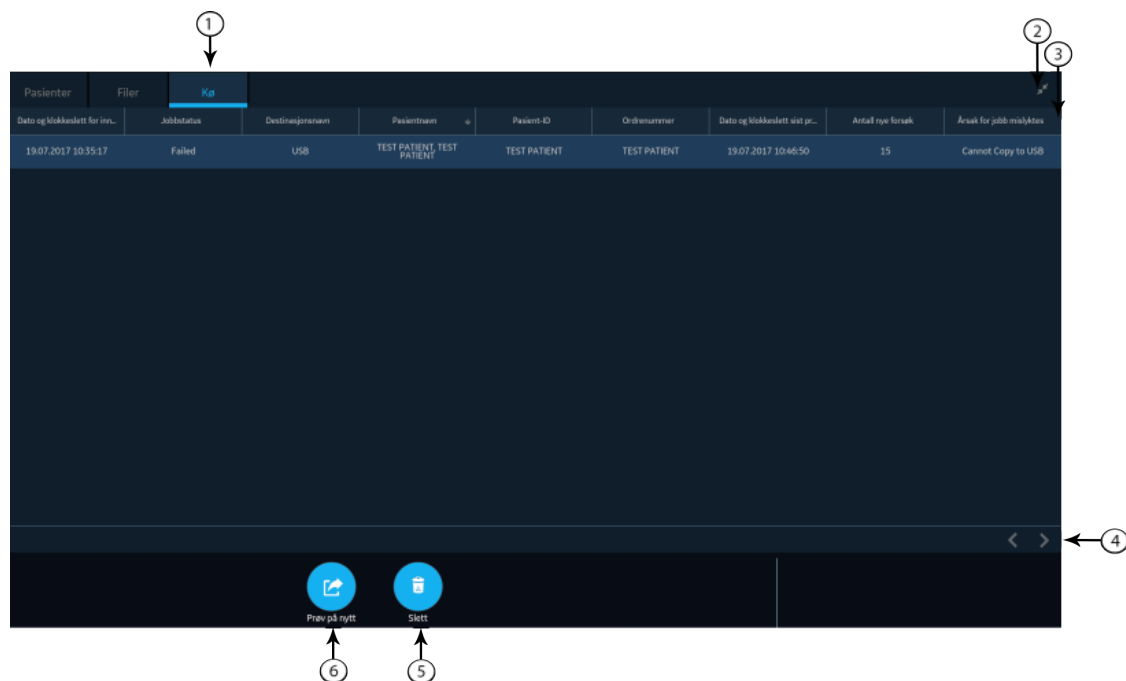 1
2
3
Pasienter Filer Kø
Dato og klokkeslett for inn... Jobbstatus Destinasjonsnavn Pasientnavn Pasient-ID Ordrenummer Dato og klokkeslett sist pr... Antall nye forsøk Årsak for jobb mislyktes
19.07.2017 10:35:17 Failed USB TEST PATIENT, TEST PATIENT TEST PATIENT TEST PATIENT 19.07.2017 10:46:50 15 Cannot Copy to USB
4
Prøv på nytt Slett
6 5